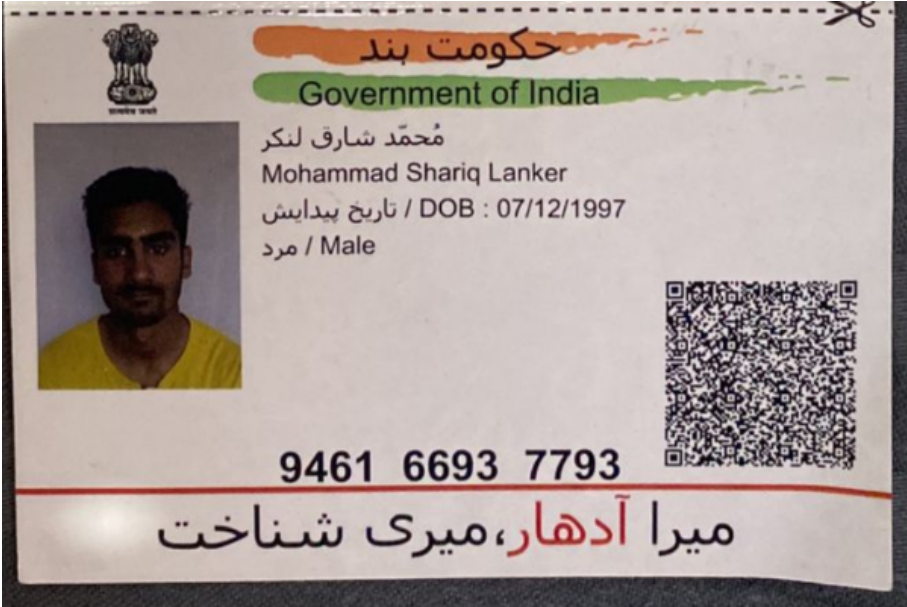 حکومت ہند
Government of India
مُحمّد شارق لنکر
Mohammad Shariq Lanker
تاریخ پیدایش / DOB : 07/12/1997
مرد / Male
9461 6693 7793
میرا آدھار،میری شناخت